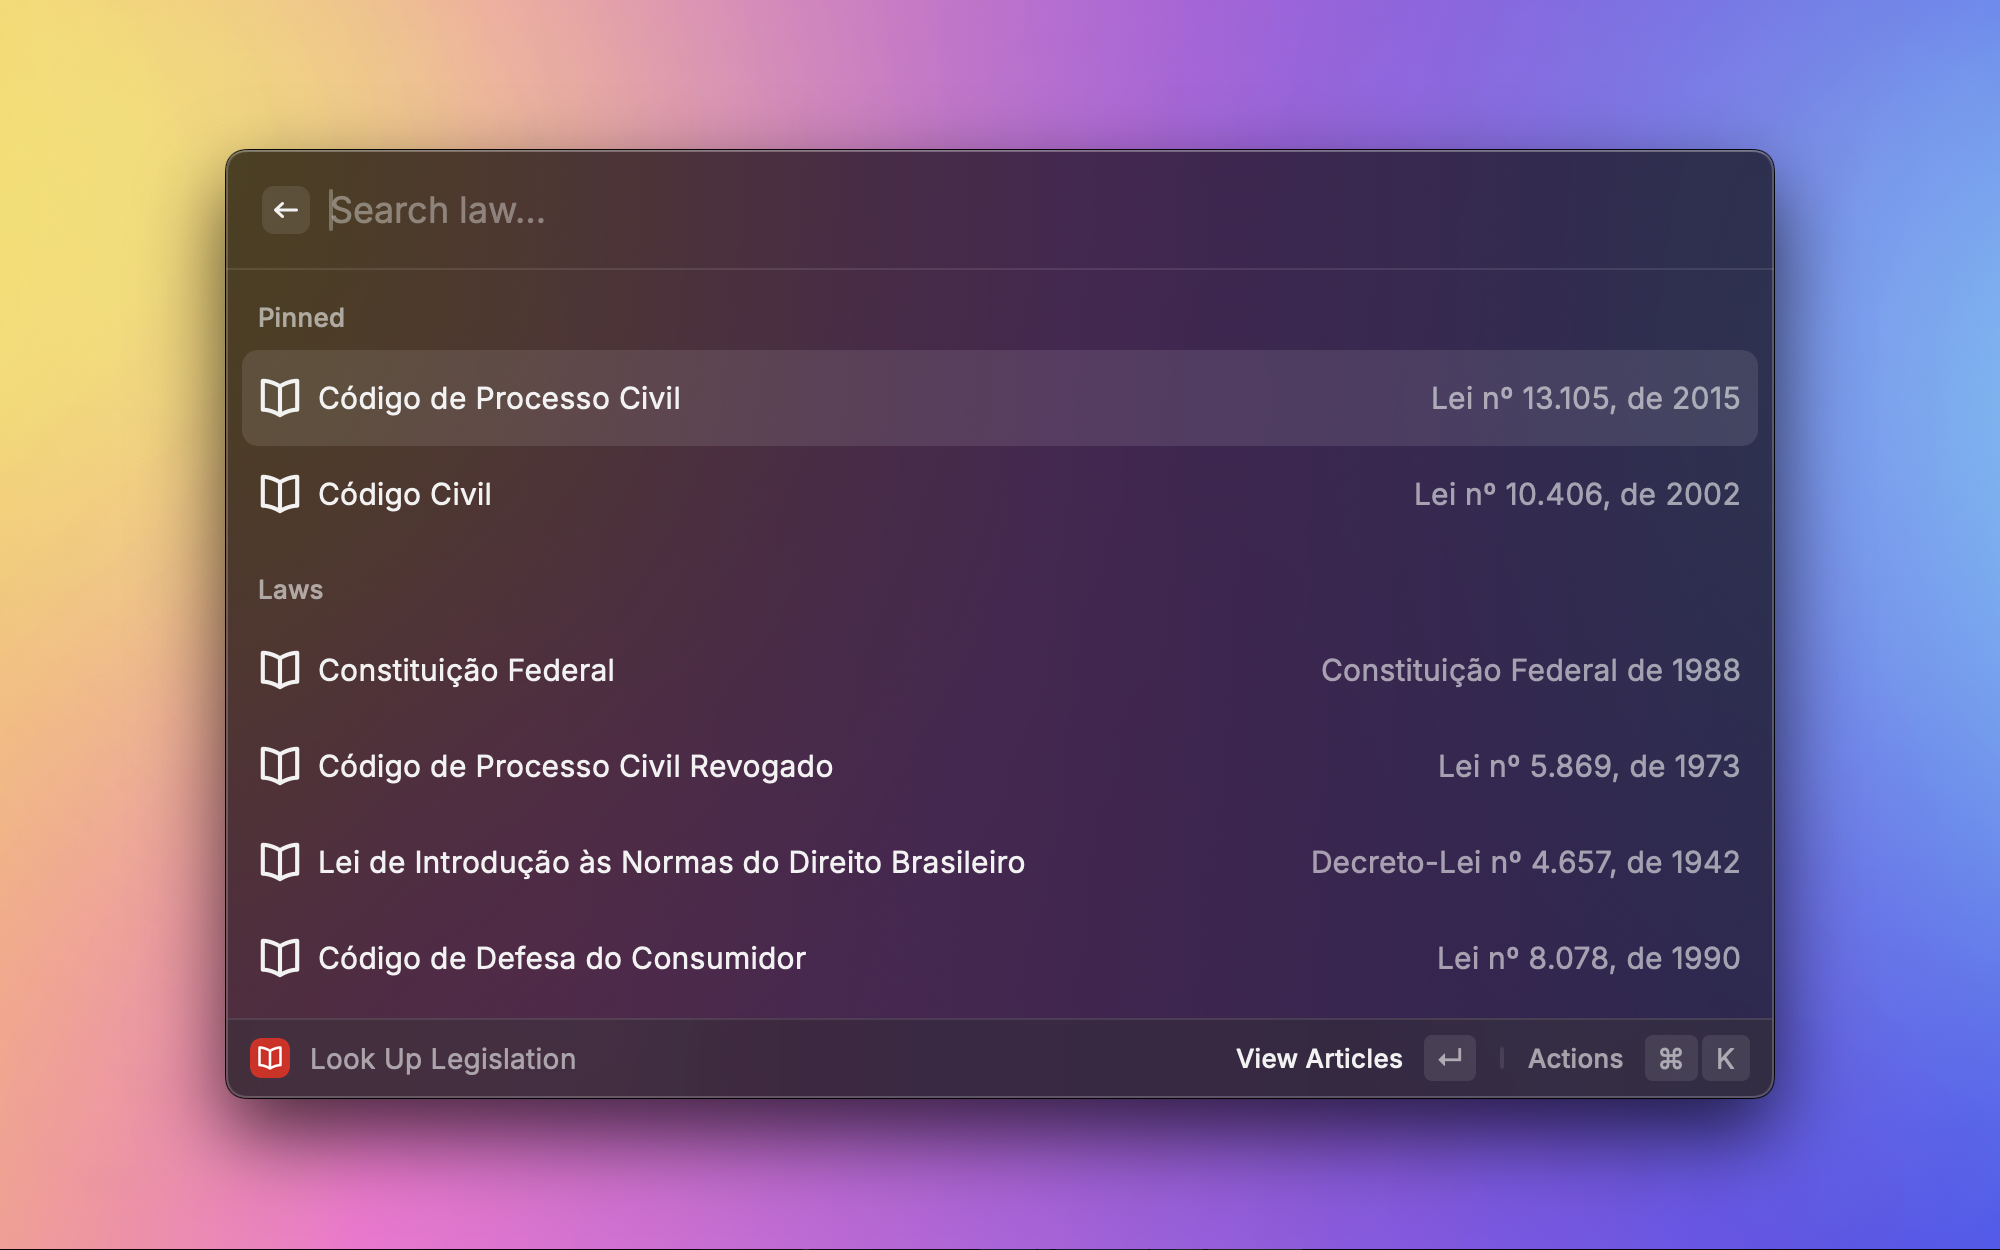 Search law...
Pinned
Código de Processo Civil Lei nº 13.105, de 2015
Código Civil Lei nº 10.406, de 2002
Laws
Constituição Federal Constituição Federal de 1988
Código de Processo Civil Revogado Lei nº 5.869, de 1973
Lei de Introdução às Normas do Direito Brasileiro Decreto-Lei nº 4.657, de 1942
Código de Defesa do Consumidor Lei nº 8.078, de 1990
Look Up Legislation View Articles ↵ Actions ⌘ K